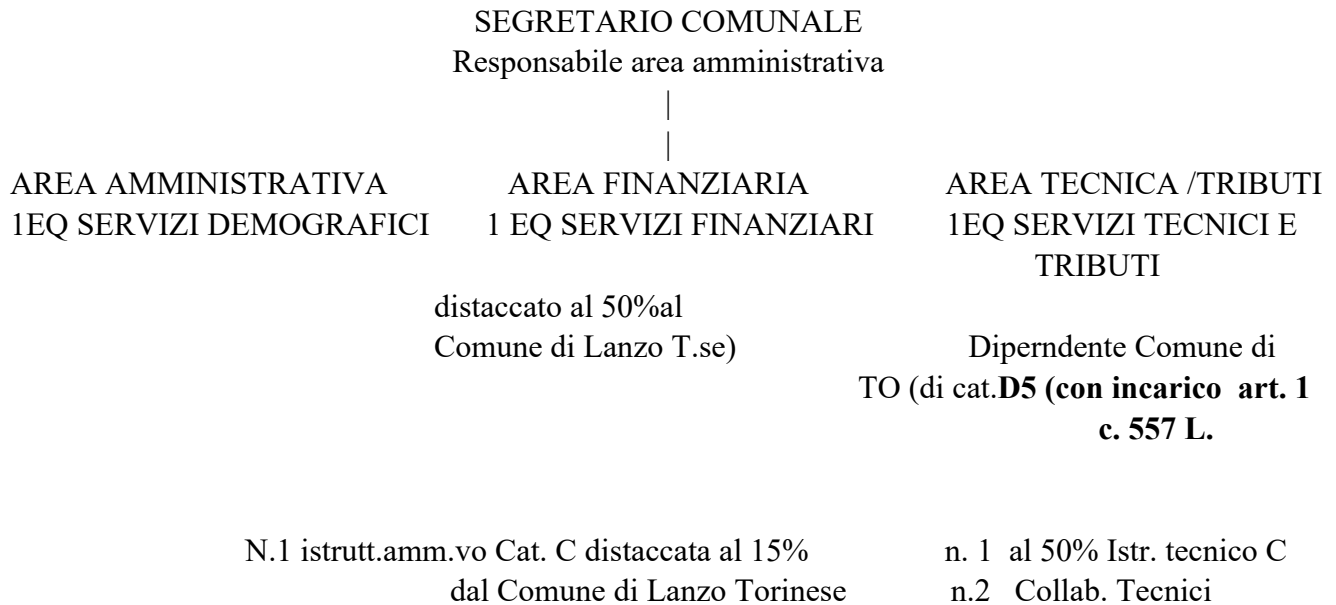 SEGRETARIO COMUNALE
Responsabile area amministrativa
|
|
AREA AMMINISTRATIVA AREA FINANZIARIA AREA TECNICA /TRIBUTI
1EQ SERVIZI DEMOGRAFICI 1 EQ SERVIZI FINANZIARI 1EQ SERVIZI TECNICI E
TRIBUTI
distaccato al 50%al
Comune di Lanzo T.se) Diperndente Comune di
TO (di cat.D5 (con incarico art. 1
c. 557 L.
N.1 istrutt.amm.vo Cat. C distaccata al 15% n. 1 al 50% Istr. tecnico C
dal Comune di Lanzo Torinese n.2 Collab. Tecnici